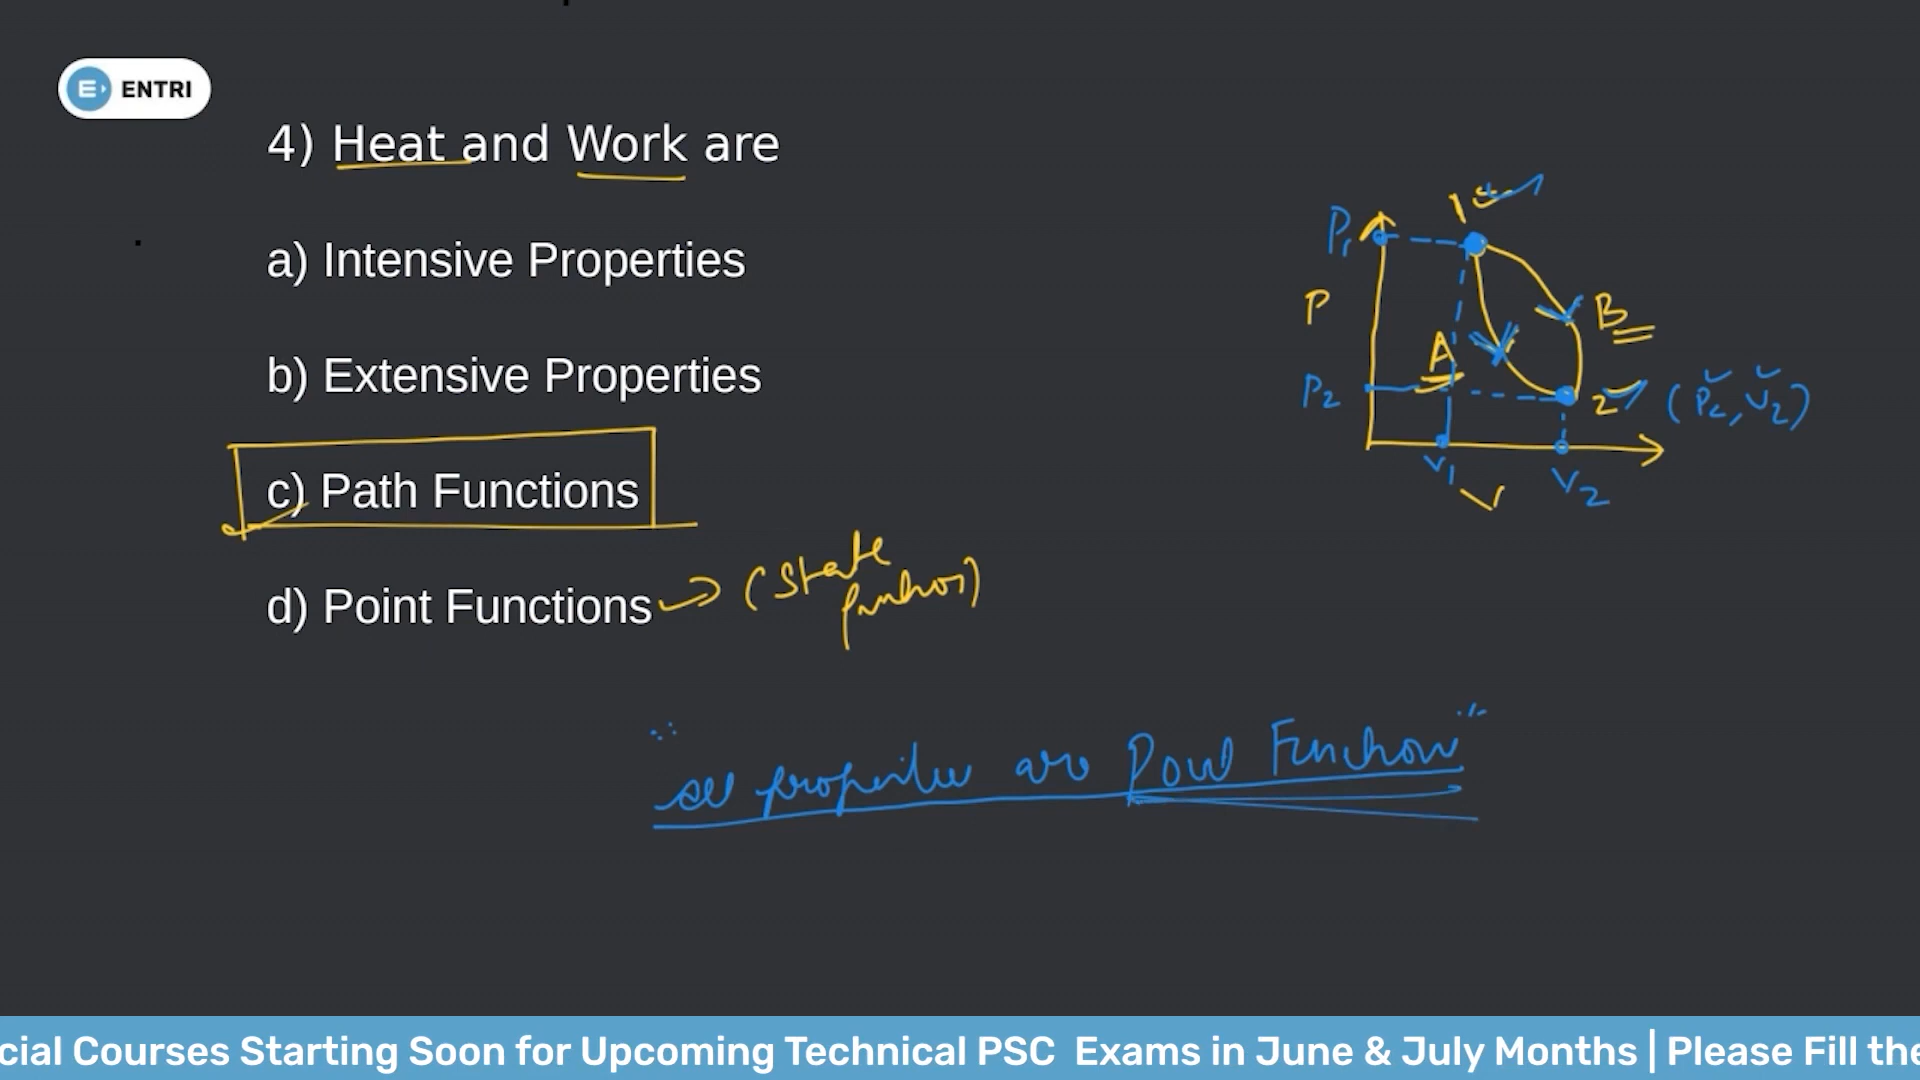 ENTRI
4) Heat and Work are
a) Intensive Properties
b) Extensive Properties
c) Path Functions
d) Point Functions → (State
function)
1
P1
P
B
A
P2
2 (P2, V2)
V1
V
V2
properties are Point Function"
cial Courses Starting Soon for Upcoming Technical PSC Exams in June & July Months | Please Fill the